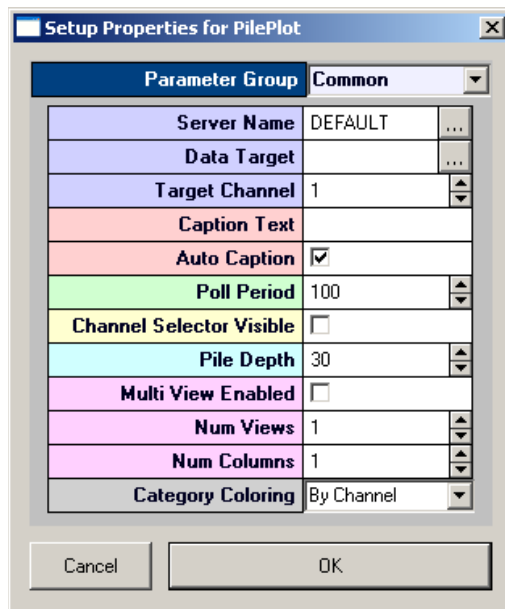 Setup Properties for PilePlot
Parameter Group Common
Server Name DEFAULT ...
Data Target ...
Target Channel 1
Caption Text
Auto Caption
Poll Period 100
Channel Selector Visible
Pile Depth 30
Multi View Enabled
Num Views 1
Num Columns 1
Category Coloring By Channel
Cancel OK